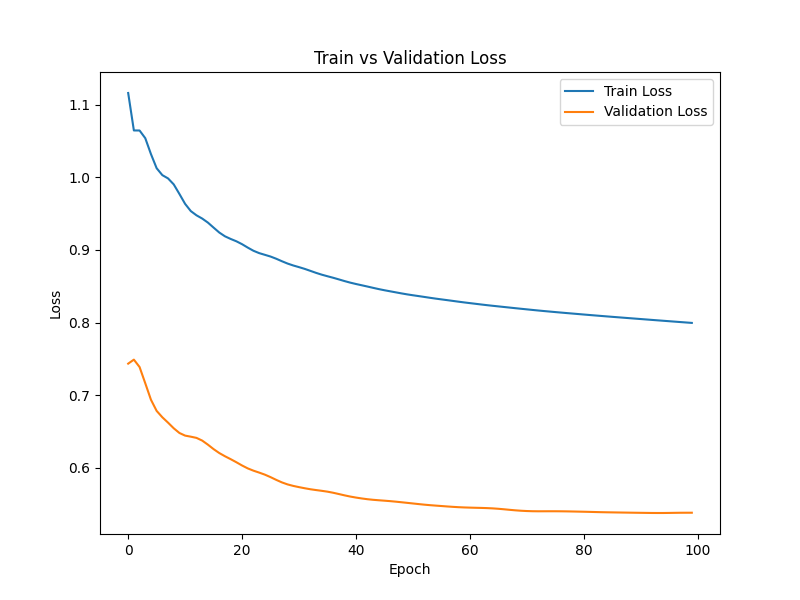 Train vs Validation Loss
Train Loss
Validation Loss
1.1
1.0
0.9
0.8
0.7
0.6
Loss
0 20 40 60 80 100
Epoch